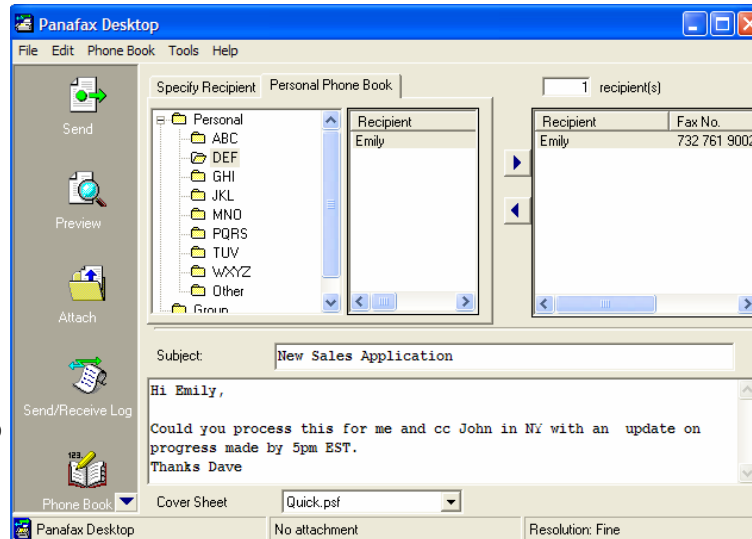 Panafax Desktop
File Edit Phone Book Tools Help
Send
Preview
Attach
Send/Receive Log
123.
Phone Book
Specify Recipient Personal Phone Book
Personal
ABC
DEF
GHI
JKL
MNO
PQRS
TUV
WXYZ
Other
Group
Recipient
Emily
1 recipient(s)
Recipient Fax No.
Emily 732 761 9002
Subject: New Sales Application
Hi Emily,
Could you process this for me and cc John in NY with an update on
progress made by 5pm EST.
Thanks Dave
Cover Sheet Quick.psf
Panafax Desktop No attachment Resolution: Fine